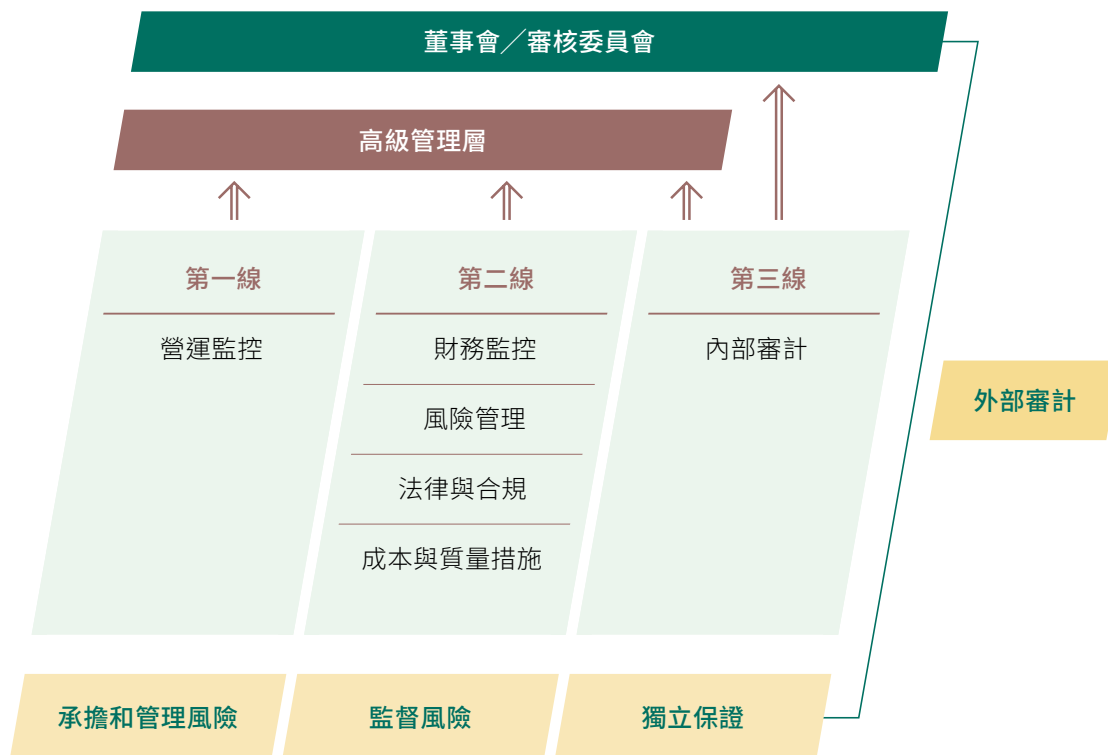 董事會／審核委員會
高級管理層
第一線
營運監控
第二線
財務監控
風險管理
法律與合規
成本與質量措施
第三線
內部審計
外部審計
承擔和管理風險
監督風險
獨立保證